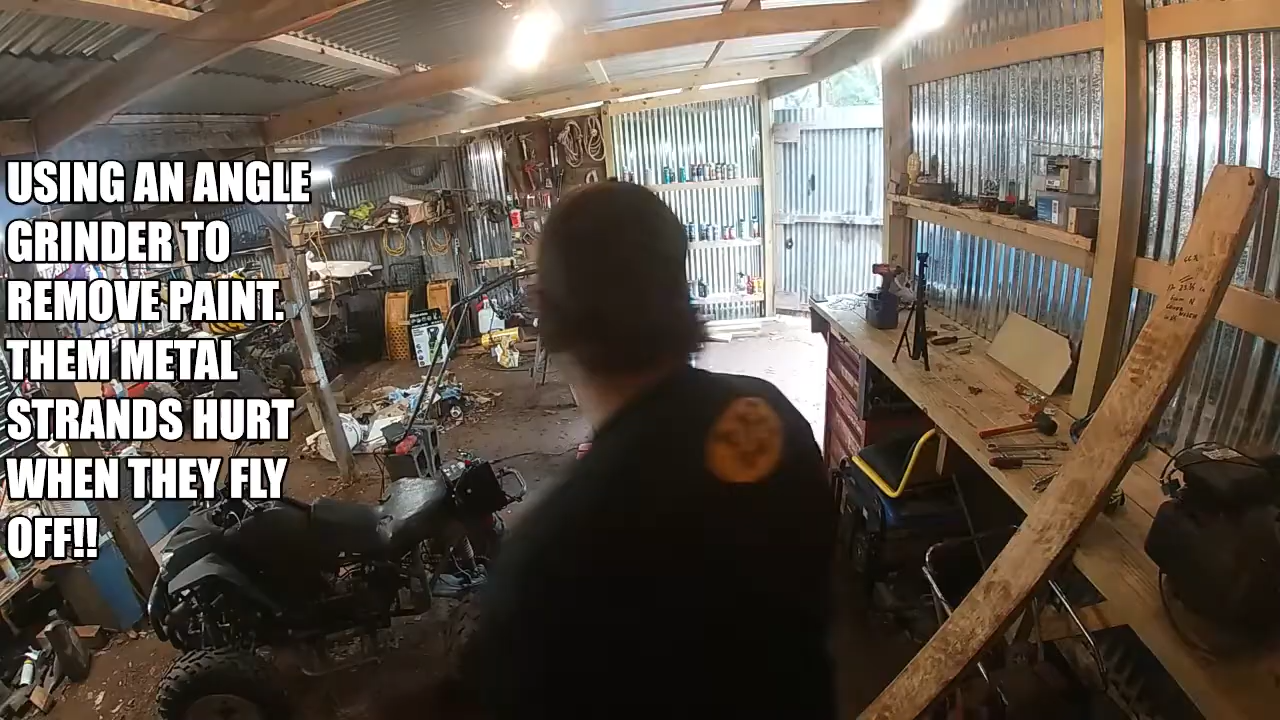 USING AN ANGLE
GRINDER TO
REMOVE PAINT.
THEM METAL
STRANDS HURT
WHEN THEY FLY
OFF!!